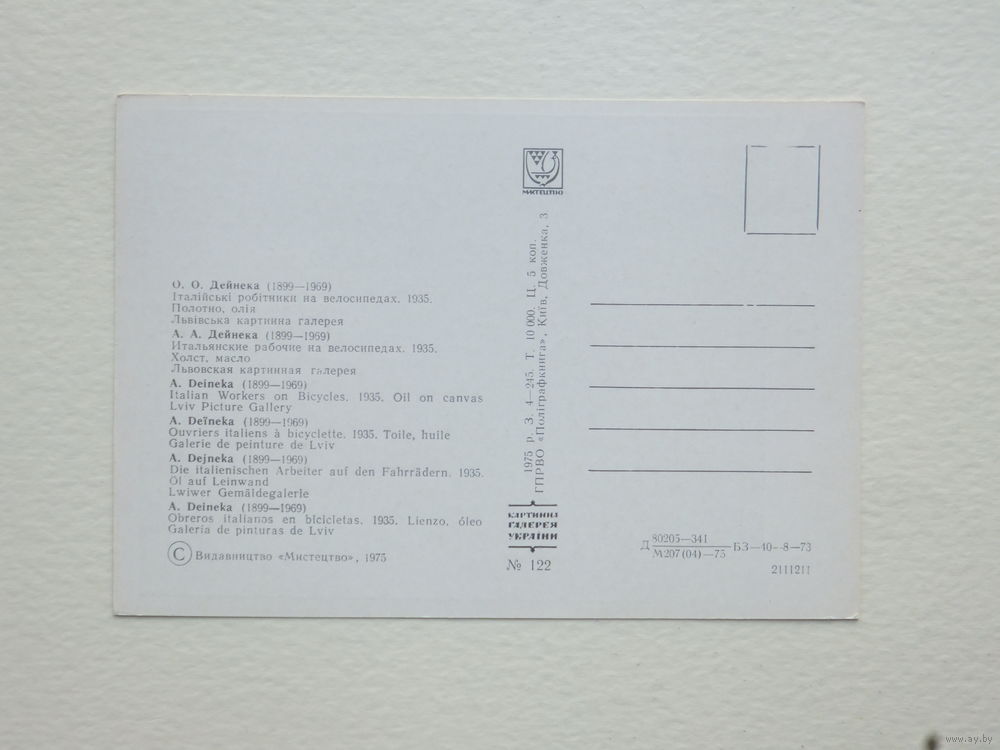 О. О. Дейнека (1899—1969)
Італійські робітники на велосипедах. 1935.
Полотно, олія
Львівська картинна галерея
А. А. Дейнека (1899—1969)
Итальянские рабочие на велосипедах. 1935.
Холст, масло
Львовская картинная галерея
A. Deineka (1899—1969)
Italian Workers on Bicycles. 1935. Oil on canvas
Lviv Picture Gallery
A. Deïneka (1899—1969)
Ouvriers italiens à bicyclette. 1935. Toile, huile
Galerie de peinture de Lviv
A. Dejneka (1899—1969)
Die italienischen Arbeiter auf den Fahrrädern. 1935.
Öl auf Leinwand
Lwiwer Gemäldegalerie
A. Deineka (1899—1969)
Obreros italianos en bicicletas. 1935. Lienzo, óleo
Galería de pinturas de Lviv
© Видавництво «Мистецтво», 1975
МИСТЕЦТВО
1975 р. З. 4—245. Т. 10 000. Ц. 5 коп.
ГПРВО «Поліграфкнига», Київ, Довженка, 3
КАРТИННА
ГАЛЕРЕЯ
УКРАЇНИ
№ 122
Д 80205—341
М207(04)—75 БЗ—10—8—73
2111211
www.ay.by